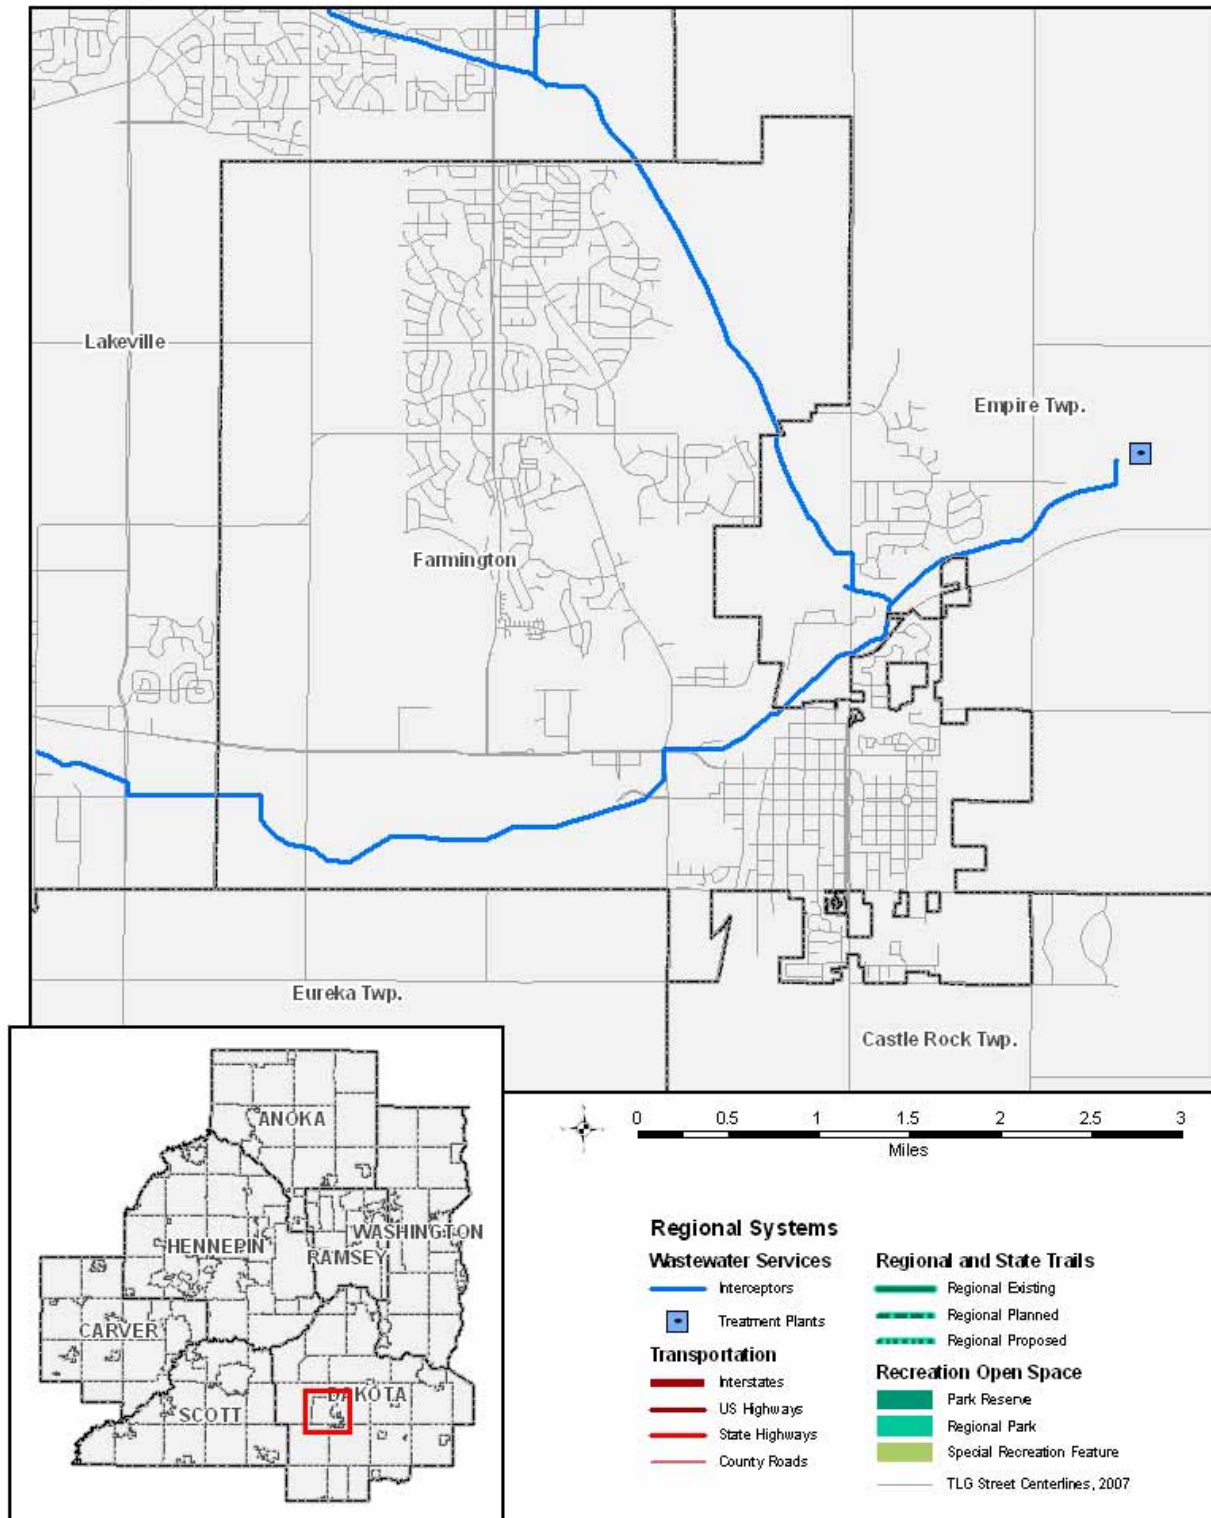 Lakeville
Empire Twp.
Farmington
Eureka Twp.
Castle Rock Twp.
ANOKA
WASHINGTON
HENNEPIN
RAMSEY
CARVER
DAKOTA
SCOTT
0 0.5 1 1.5 2 2.5 3
Miles
Regional Systems
Wastewater Services
Interceptors
Treatment Plants
Transportation
Interstates
US Highways
State Highways
County Roads
Regional and State Trails
Regional Existing
Regional Planned
Regional Proposed
Recreation Open Space
Park Reserve
Regional Park
Special Recreation Feature
TLG Street Centerlines, 2007